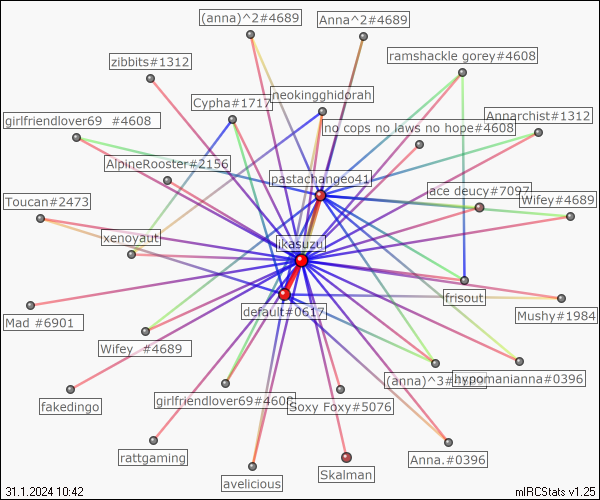 (anna)^2#4689
Anna^2#4689
ramshackle gorey#4608
zibbits#1312
Cypha#1717
neokingghidorah
girlfriendlover69 #4608
no cops no laws no hope#4608
Annarchist#1312
AlpineRooster#2156
pastachangeo41
ace deucy#7097
Toucan#2473
Wifey#4689
xenoyaut
ikasuzu
frisout
default#0617
Mushy#1984
Mad #6901
Wifey #4689
(anna)^3#
hypomanianna#0396
fakedingo
girlfriendlover69#4608
Soxy Foxy#5076
rattgaming
Anna.#0396
avelicious
Skalman
31.1.2024 10:42
mIRCStats v1.25